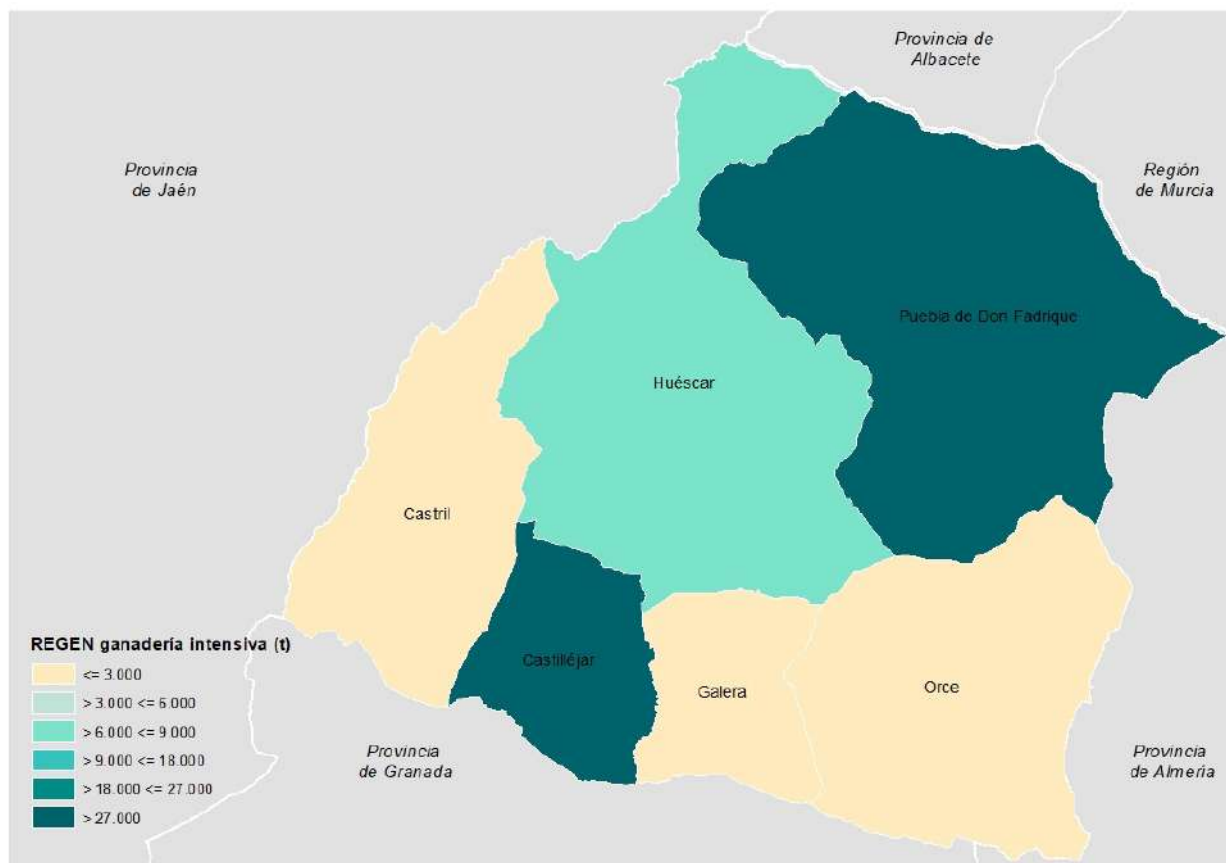 Provincia de
Albacete
Provincia
de Jaén
Región
de Murcia
Puebla de Don Fadrique
Huéscar
Castril
Castilléjar
Galera
Orce
Provincia
de Granada
Provincia
de Almería
REGEN ganadería intensiva (t)
<= 3.000
> 3.000 <= 6.000
> 6.000 <= 9.000
> 9.000 <= 18.000
> 18.000 <= 27.000
> 27.000